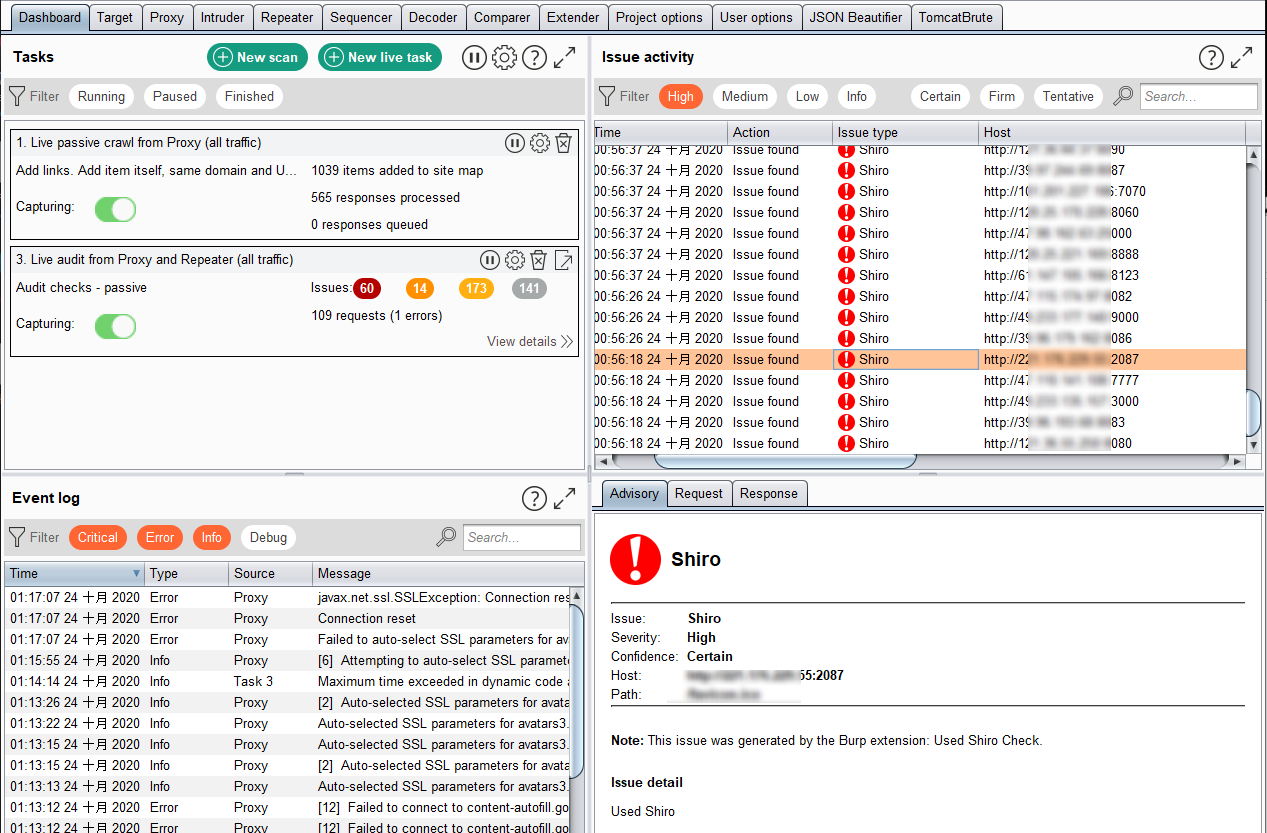 Dashboard Target Proxy Intruder Repeater Sequencer Decoder Comparer Extender Project options User options JSON Beautifier TomcatBrute
Tasks New scan New live task
Filter Running Paused Finished
1. Live passive crawl from Proxy (all traffic)
Add links. Add item itself, same domain and U... 1039 items added to site map
565 responses processed
Capturing:
0 responses queued
3. Live audit from Proxy and Repeater (all traffic)
Audit checks - passive Issues: 60 14 173 141
109 requests (1 errors)
Capturing:
View details
Issue activity
Filter High Medium Low Info Certain Firm Tentative Search...
Time Action Issue type Host
00:56:37 24 十月 2020 Issue found Shiro http://12 90
00:56:37 24 十月 2020 Issue found Shiro http://39 87
00:56:37 24 十月 2020 Issue found Shiro http://10 :7070
00:56:37 24 十月 2020 Issue found Shiro http://12 8060
00:56:37 24 十月 2020 Issue found Shiro http://47 000
00:56:37 24 十月 2020 Issue found Shiro http://12 8888
00:56:37 24 十月 2020 Issue found Shiro http://61 8123
00:56:26 24 十月 2020 Issue found Shiro http://47 082
00:56:26 24 十月 2020 Issue found Shiro http://49 9000
00:56:26 24 十月 2020 Issue found Shiro http://39 086
00:56:18 24 十月 2020 Issue found Shiro http://22 2087
00:56:18 24 十月 2020 Issue found Shiro http://47 7777
00:56:18 24 十月 2020 Issue found Shiro http://49 3000
00:56:18 24 十月 2020 Issue found Shiro http://39 83
00:56:18 24 十月 2020 Issue found Shiro http://12 080
Event log
Filter Critical Error Info Debug Search...
Time Type Source Message
01:17:07 24 十月 2020 Error Proxy javax.net.ssl.SSLException: Connection res
01:17:07 24 十月 2020 Error Proxy Connection reset
01:17:07 24 十月 2020 Error Proxy Failed to auto-select SSL parameters for av
01:15:55 24 十月 2020 Info Proxy [6] Attempting to auto-select SSL paramet
01:14:14 24 十月 2020 Info Task 3 Maximum time exceeded in dynamic code
01:13:26 24 十月 2020 Info Proxy [2] Auto-selected SSL parameters for avata
01:13:22 24 十月 2020 Info Proxy Auto-selected SSL parameters for avatars3.
01:13:15 24 十月 2020 Info Proxy Auto-selected SSL parameters for avatars3.
01:13:15 24 十月 2020 Info Proxy [2] Auto-selected SSL parameters for avata
01:13:13 24 十月 2020 Info Proxy Auto-selected SSL parameters for avatars3.
01:13:12 24 十月 2020 Error Proxy [12] Failed to connect to content-autofill.go
01:13:12 24 十月 2020 Error Proxy [12] Failed to connect to content-autofill.go
Advisory Request Response
Shiro
Issue: Shiro
Severity: High
Confidence: Certain
Host: 55:2087
Path:
Note: This issue was generated by the Burp extension: Used Shiro Check.
Issue detail
Used Shiro